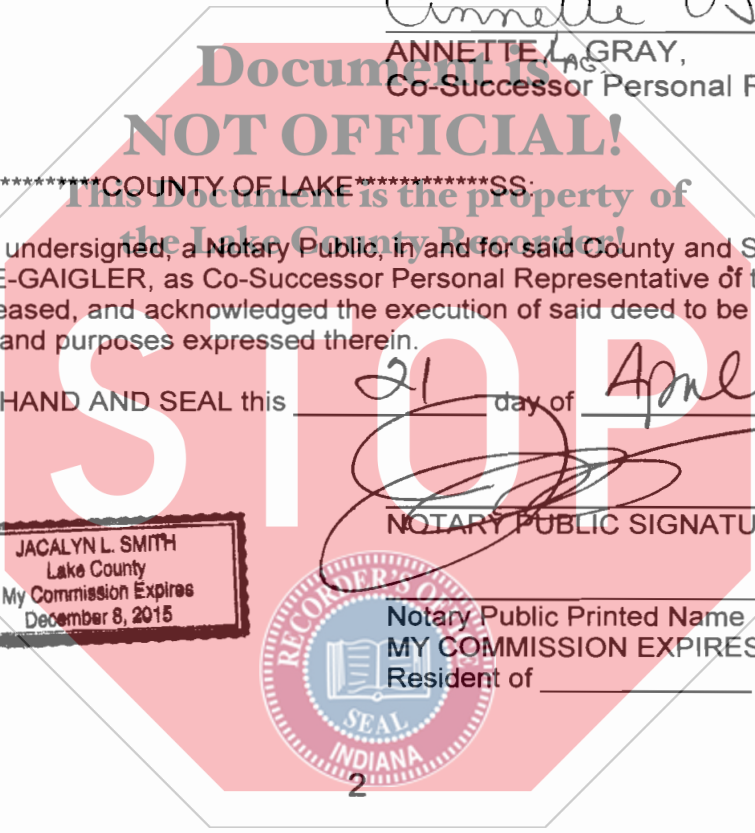 Annette
ANNETTE L. GRAY,
AG
Co-Successor Personal
Document is
NOT OFFICIAL!
This Document is the property of
the Lake County Recorder!
STOP
************COUNTY OF LAKE************SS:
undersigned, a Notary Public, in and for said County and S
E-GAIGLER, as Co-Successor Personal Representative of t
eased, and acknowledged the execution of said deed to be
and purposes expressed therein.
HAND AND SEAL this 21 day of April
NOTARY PUBLIC SIGNATU
JACALYN L. SMITH
Lake County
My Commission Expires
December 8, 2015
Notary Public Printed Name
MY COMMISSION EXPIRES
Resident of
RECORDER'S OFFICE
SEAL
INDIANA
2